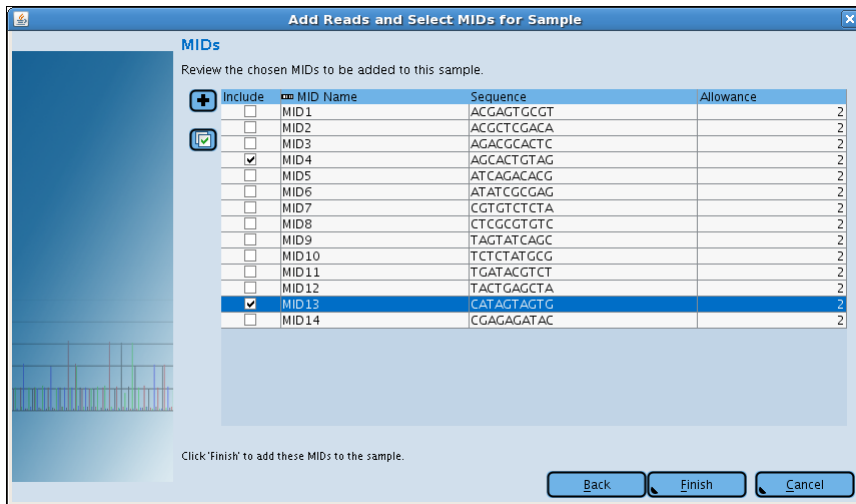 Add Reads and Select MIDs for Sample
MIDs
Review the chosen MIDs to be added to this sample.
Include MID Name Sequence Allowance
MID1 ACGAGTGCGT 2
MID2 ACGCTCGACA 2
MID3 AGACGCACTC 2
MID4 AGCACTGTAG 2
MID5 ATCAGACACG 2
MID6 ATATCGCGAG 2
MID7 CGTGTCTCTA 2
MID8 CTCGCGTGTC 2
MID9 TAGTATCAGC 2
MID10 TCTCTATGCG 2
MID11 TGATACGTCT 2
MID12 TACTGAGCTA 2
MID13 CATAGTAGTG 2
MID14 CGAGAGATAC 2
Click 'Finish' to add these MIDs to the sample.
Back Finish Cancel